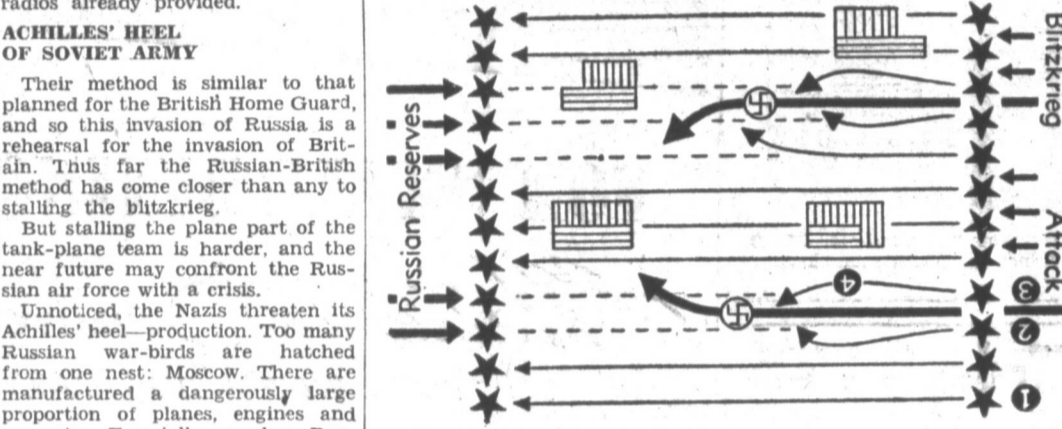 radios already provided.
ACHILLES' HEEL
OF SOVIET ARMY
Their method is similar to that
planned for the British Home Guard,
and so this invasion of Russia is a
rehearsal for the invasion of Brit-
ain. Thus far the Russian-British
method has come closer than any to
stalling the blitzkrieg.
But stalling the plane part of the
tank-plane team is harder, and the
near future may confront the Rus-
sian air force with a crisis.
Unnoticed, the Nazis threaten its
Achilles' heel—production. Too many
Russian war-birds are hatched
from one nest: Moscow. There are
manufactured a dangerously large
proportion of planes, engines and
Russian Reserves
Blitzkrieg
Attack
4
3
2
1